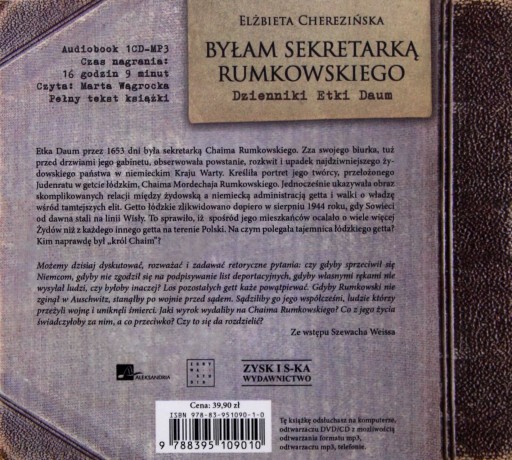 Audiobook 1CD-MP3
Czas nagrania:
16 godzin 9 minut
Czyta: Marta Wągrocka
Pełny tekst książki
ELŻBIETA CHEREZIŃSKA
BYŁAM SEKRETARKĄ
RUMKOWSKIEGO
Dzienniki Etki Daum
Etka Daum przez 1653 dni była sekretarką Chaima Rumkowskiego. Zza swojego biurka, tuż
przed drzwiami jego gabinetu, obserwowała powstanie, rozkwit i upadek najdziwniejszego ży-
dowskiego państwa w niemieckim Kraju Warty. Kreśliła portret jego twórcy, przełożonego
Judenratu w getcie łódzkim, Chaima Mordechaja Rumkowskiego. Jednocześnie ukazywała obraz
skomplikowanych relacji między żydowską a niemiecką administracją getta i walki o władzę
wśród tamtejszych elit. Getto łódzkie zlikwidowano dopiero w sierpniu 1944 roku, gdy Sowieci
od dawna stali na linii Wisły. To sprawiło, iż spośród jego mieszkańców ocalało o wiele więcej
Żydów niż z każdego innego getta na terenie Polski. Na czym polegała tajemnica łódzkiego getta?
Kim naprawdę był „król Chaim"?
Możemy dzisiaj dyskutować, rozważać i zadawać retoryczne pytania: czy gdyby sprzeciwił się
Niemcom, gdyby nie zgodził się na podpisywanie list deportacyjnych, gdyby własnymi rękami nie
wysyłał ludzi, czy byłoby inaczej? Los pozostałych gett każe powątpiewać. Gdyby Rumkowski nie
zginął w Auschwitz, stanąłby po wojnie przed sądem. Sądziliby go jego współcześni, ludzie którzy
przeżyli wojnę i uniknęli śmierci. Jaki wyrok wydaliby na Chaima Rumkowskiego? Co z jego życia
świadczyłoby za nim, a co przeciwko? Czy to się da rozdzielić?
Ze wstępu Szewacha Weissa
ALEKSANDRIA
ZYSK I S-KA
WYDAWNICTWO
Cena: 39,90 zł
ISBN 978-83-951090-1-0
9 788395 109010
Tę książkę odsłuchasz na komputerze,
odtwarzaczu DVD/CD z możliwością
odtwarzania formatu mp3,
odtwarzaczu mp3, telefonie.